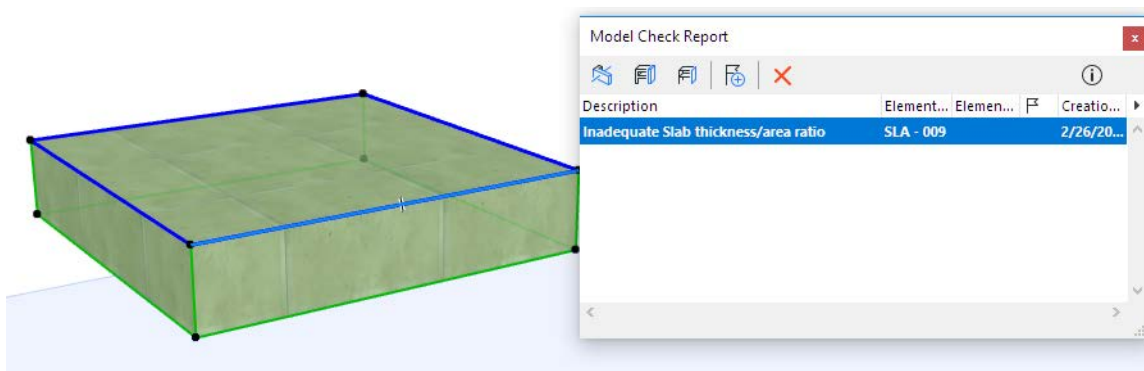 Model Check Report
Description Element... Elemen... Creatio...
Inadequate Slab thickness/area ratio SLA - 009 2/26/20...